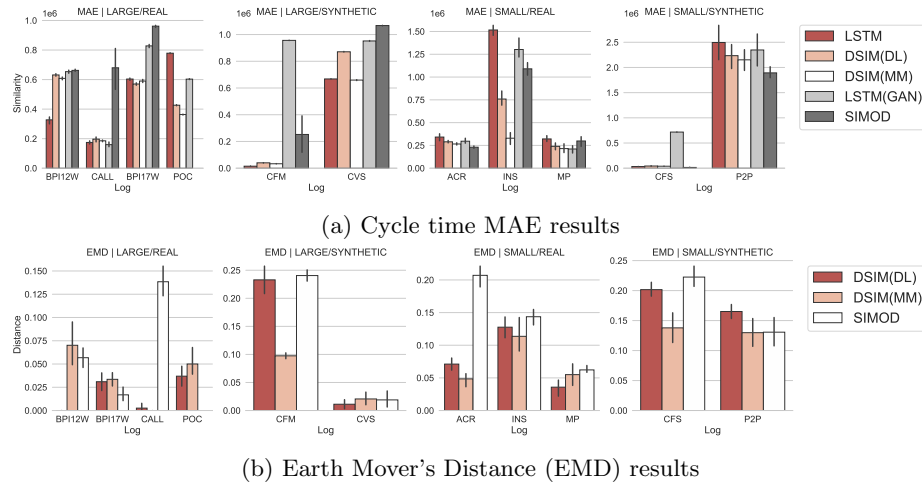 MAE | LARGE/REAL
1e6
Similarity
1.0
0.8
0.6
0.4
0.2
0.0
BPI12W CALL BPI17W POC
Log
MAE | LARGE/SYNTHETIC
1e6
1.0
0.8
0.6
0.4
0.2
0.0
CFM CVS
Log
MAE | SMALL/REAL
1e6
1.50
1.25
1.00
0.75
0.50
0.25
0.00
ACR INS MP
Log
MAE | SMALL/SYNTHETIC
1e6
2.5
2.0
1.5
1.0
0.5
0.0
CFS P2P
Log
LSTM
DSIM(DL)
DSIM(MM)
LSTM(GAN)
SIMOD
(a) Cycle time MAE results
EMD | LARGE/REAL
Distance
0.150
0.125
0.100
0.075
0.050
0.025
0.000
BPI12W BPI17W CALL POC
Log
EMD | LARGE/SYNTHETIC
0.25
0.20
0.15
0.10
0.05
0.00
CFM CVS
Log
EMD | SMALL/REAL
0.20
0.15
0.10
0.05
0.00
ACR INS MP
Log
EMD | SMALL/SYNTHETIC
0.25
0.20
0.15
0.10
0.05
0.00
CFS P2P
Log
DSIM(DL)
DSIM(MM)
SIMOD
(b) Earth Mover's Distance (EMD) results